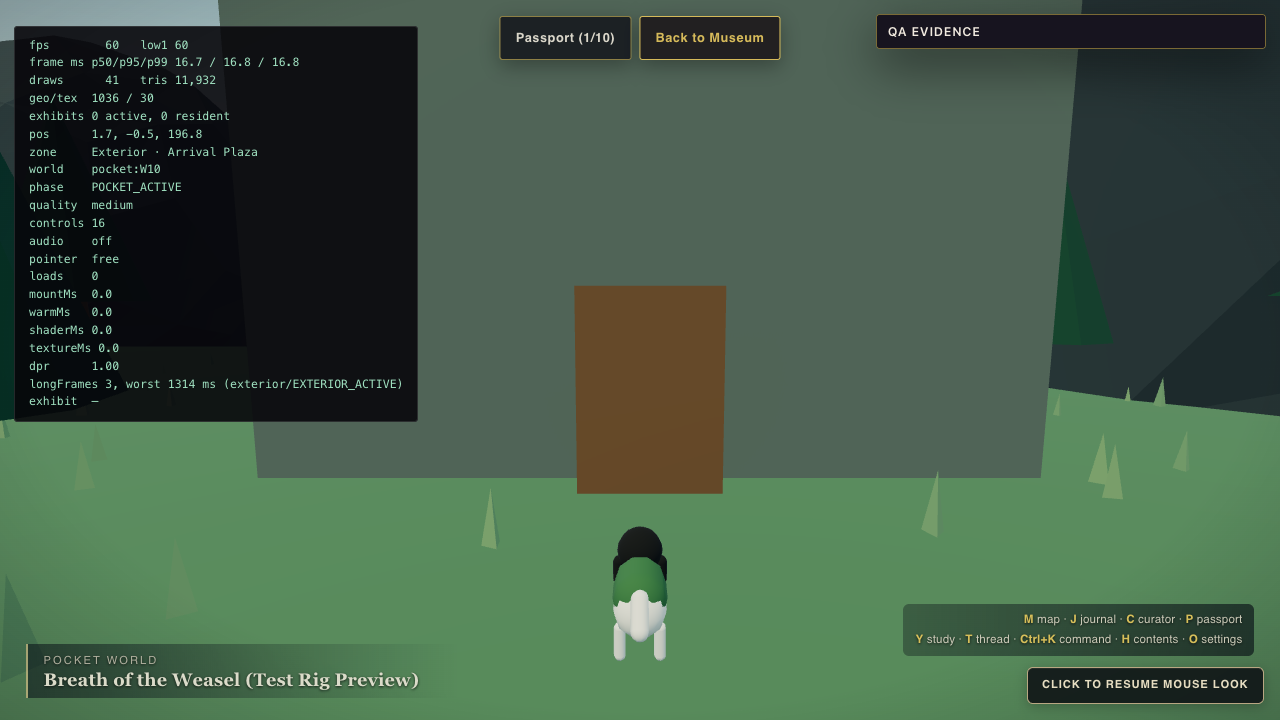 fps 60 low1 60
frame ms p50/p95/p99 16.7 / 16.8 / 16.8
draws 41 tris 11,932
geo/tex 1036 / 30
exhibits 0 active, 0 resident
pos 1.7, −0.5, 196.8
zone Exterior · Arrival Plaza
world pocket:W10
phase POCKET_ACTIVE
quality medium
controls 16
audio off
pointer free
loads 0
mountMs 0.0
warmMs 0.0
shaderMs 0.0
textureMs 0.0
dpr 1.00
longFrames 3, worst 1314 ms (exterior/EXTERIOR_ACTIVE)
exhibit —
Passport (1/10)
Back to Museum
QA EVIDENCE
M map · J journal · C curator · P passport
Y study · T thread · Ctrl+K command · H contents · O settings
POCKET WORLD
Breath of the Weasel (Test Rig Preview)
CLICK TO RESUME MOUSE LOOK